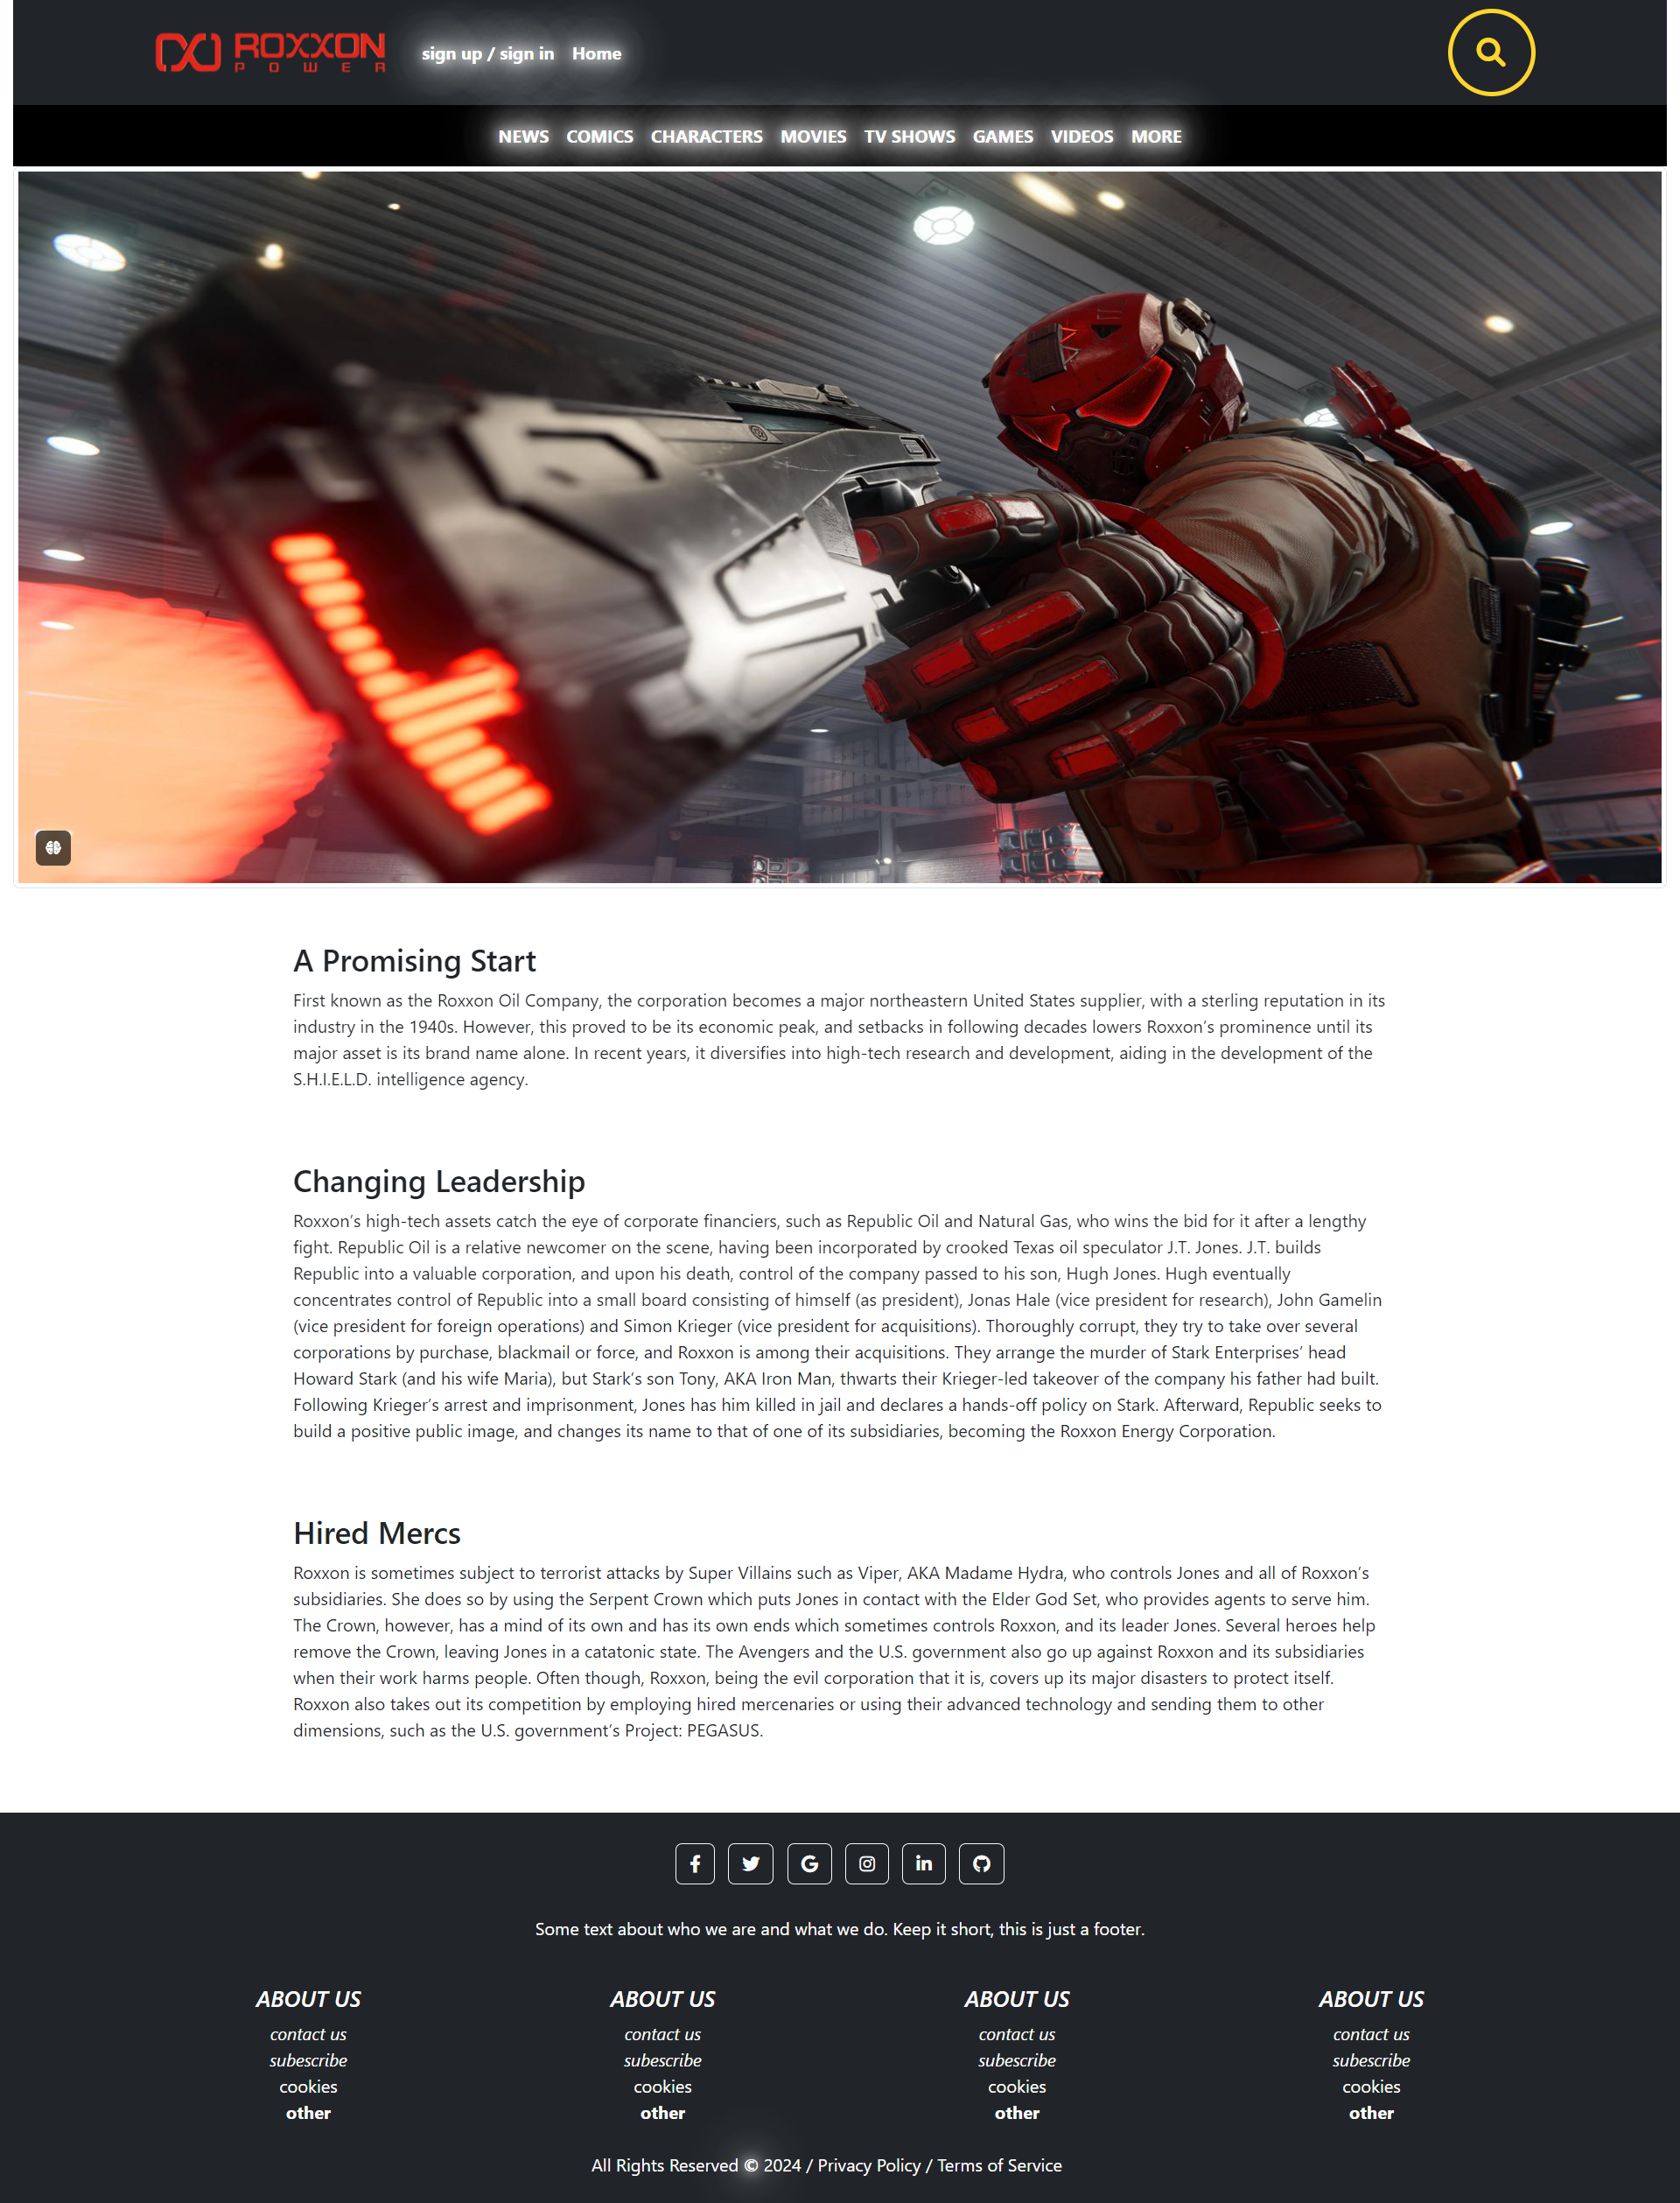 ROXXON
POWER
sign up / sign in Home
NEWS COMICS CHARACTERS MOVIES TV SHOWS GAMES VIDEOS MORE
A Promising Start
First known as the Roxxon Oil Company, the corporation becomes a major northeastern United States supplier, with a sterling reputation in its
industry in the 1940s. However, this proved to be its economic peak, and setbacks in following decades lowers Roxxon’s prominence until its
major asset is its brand name alone. In recent years, it diversifies into high-tech research and development, aiding in the development of the
S.H.I.E.L.D. intelligence agency.
Changing Leadership
Roxxon’s high-tech assets catch the eye of corporate financiers, such as Republic Oil and Natural Gas, who wins the bid for it after a lengthy
fight. Republic Oil is a relative newcomer on the scene, having been incorporated by crooked Texas oil speculator J.T. Jones. J.T. builds
Republic into a valuable corporation, and upon his death, control of the company passed to his son, Hugh Jones. Hugh eventually
concentrates control of Republic into a small board consisting of himself (as president), Jonas Hale (vice president for research), John Gamelin
(vice president for foreign operations) and Simon Krieger (vice president for acquisitions). Thoroughly corrupt, they try to take over several
corporations by purchase, blackmail or force, and Roxxon is among their acquisitions. They arrange the murder of Stark Enterprises’ head
Howard Stark (and his wife Maria), but Stark’s son Tony, AKA Iron Man, thwarts their Krieger-led takeover of the company his father had built.
Following Krieger’s arrest and imprisonment, Jones has him killed in jail and declares a hands-off policy on Stark. Afterward, Republic seeks to
build a positive public image, and changes its name to that of one of its subsidiaries, becoming the Roxxon Energy Corporation.
Hired Mercs
Roxxon is sometimes subject to terrorist attacks by Super Villains such as Viper, AKA Madame Hydra, who controls Jones and all of Roxxon’s
subsidiaries. She does so by using the Serpent Crown which puts Jones in contact with the Elder God Set, who provides agents to serve him.
The Crown, however, has a mind of its own and has its own ends which sometimes controls Roxxon, and its leader Jones. Several heroes help
remove the Crown, leaving Jones in a catatonic state. The Avengers and the U.S. government also go up against Roxxon and its subsidiaries
when their work harms people. Often though, Roxxon, being the evil corporation that it is, covers up its major disasters to protect itself.
Roxxon also takes out its competition by employing hired mercenaries or using their advanced technology and sending them to other
dimensions, such as the U.S. government’s Project: PEGASUS.
Some text about who we are and what we do. Keep it short, this is just a footer.
ABOUT US ABOUT US ABOUT US ABOUT US
contact us contact us contact us contact us
subescribe subescribe subescribe subescribe
cookies cookies cookies cookies
other other other other
All Rights Reserved © 2024 / Privacy Policy / Terms of Service